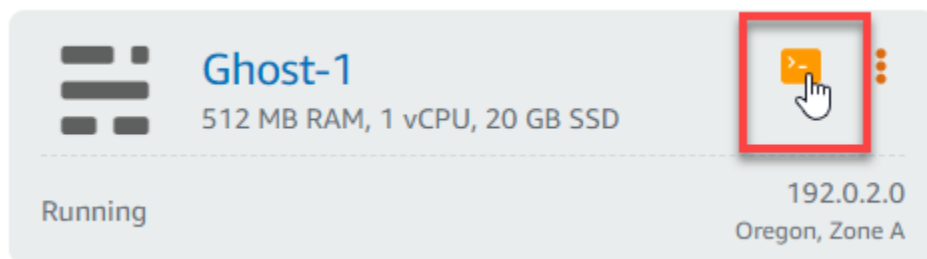 Ghost-1
>_
512 MB RAM, 1 vCPU, 20 GB SSD
Running
192.0.2.0
Oregon, Zone A